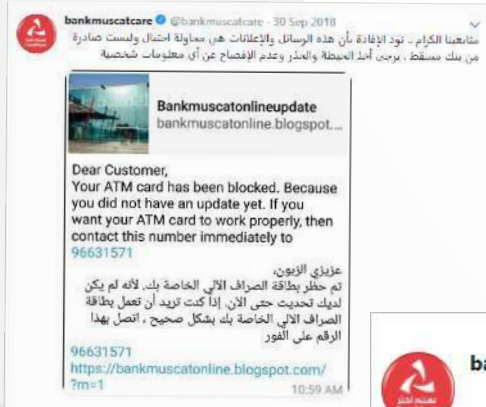 bankmuscatcare @bankmuscatcare · 30 Sep 2018
متابعينا الكرام .. نود الإفادة بأن هذه الرسائل والإعلانات هي محاولة احتيال وليست صادرة
من بنك مسقط ، يرجى أخذ الحيطة والحذر وعدم الإفصاح عن أي معلومات شخصية
Bankmuscatonlineupdate
bankmuscatonline.blogspot....
Dear Customer,
Your ATM card has been blocked. Because
you did not have an update yet. If you
want your ATM card to work properly, then
contact this number immediately to
96631571
عزيزي الزبون،
تم حظر بطاقة الصراف الآلي الخاصة بك. لأنه لم يكن
لديك تحديث حتى الآن. إذا كنت تريد أن تعمل بطاقة
الصراف الآلي الخاصة بك بشكل صحيح ، اتصل بهذا
الرقم على الفور
96631571
https://bankmuscatonline.blogspot.com/
?m=1
10:59 AM
ba